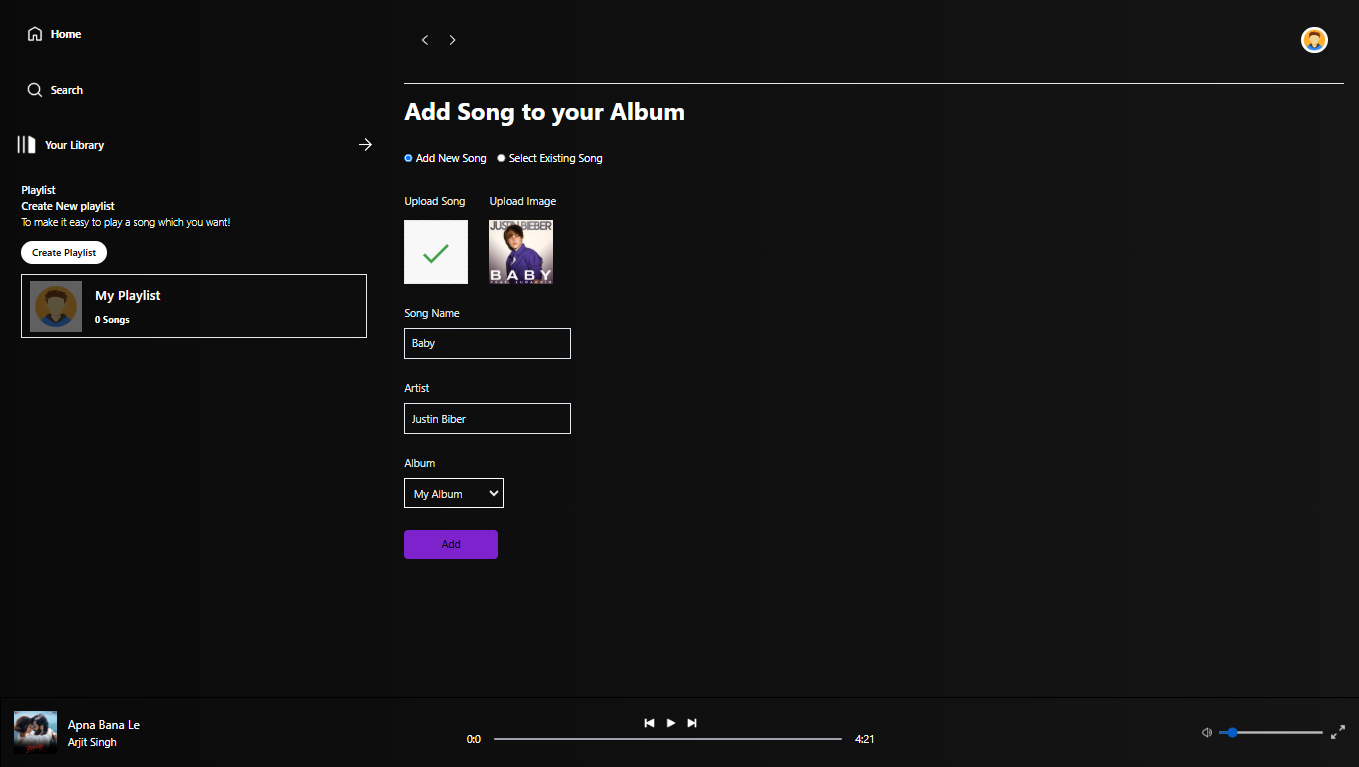 Home
Search
Your Library
Playlist
Create New playlist
To make it easy to play a song which you want!
Create Playlist
My Playlist
0 Songs
Add Song to your Album
Add New Song Select Existing Song
Upload Song Upload Image
JUSTIN BIEBER
BABY
Song Name
Baby
Artist
Justin Biber
Album
My Album
Add
Apna Bana Le
Arjit Singh
0:0
4:21